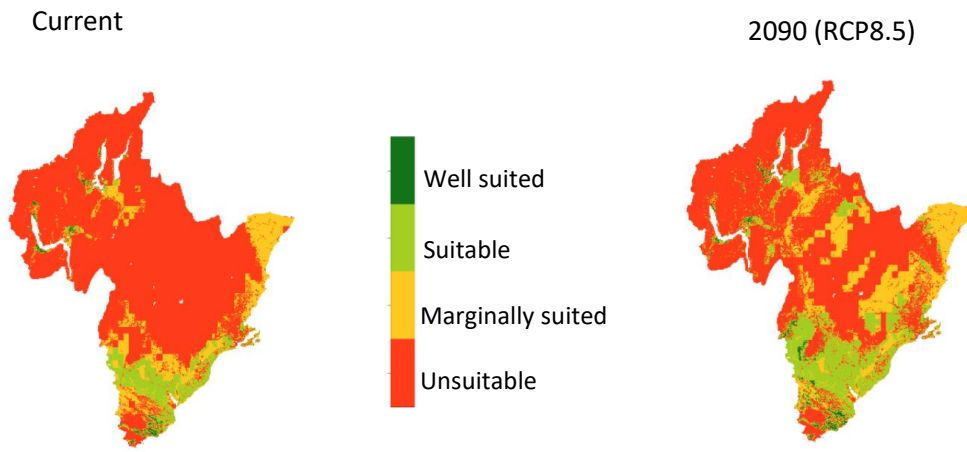 Current
2090 (RCP8.5)
Well suited
Suitable
Marginally suited
Unsuitable